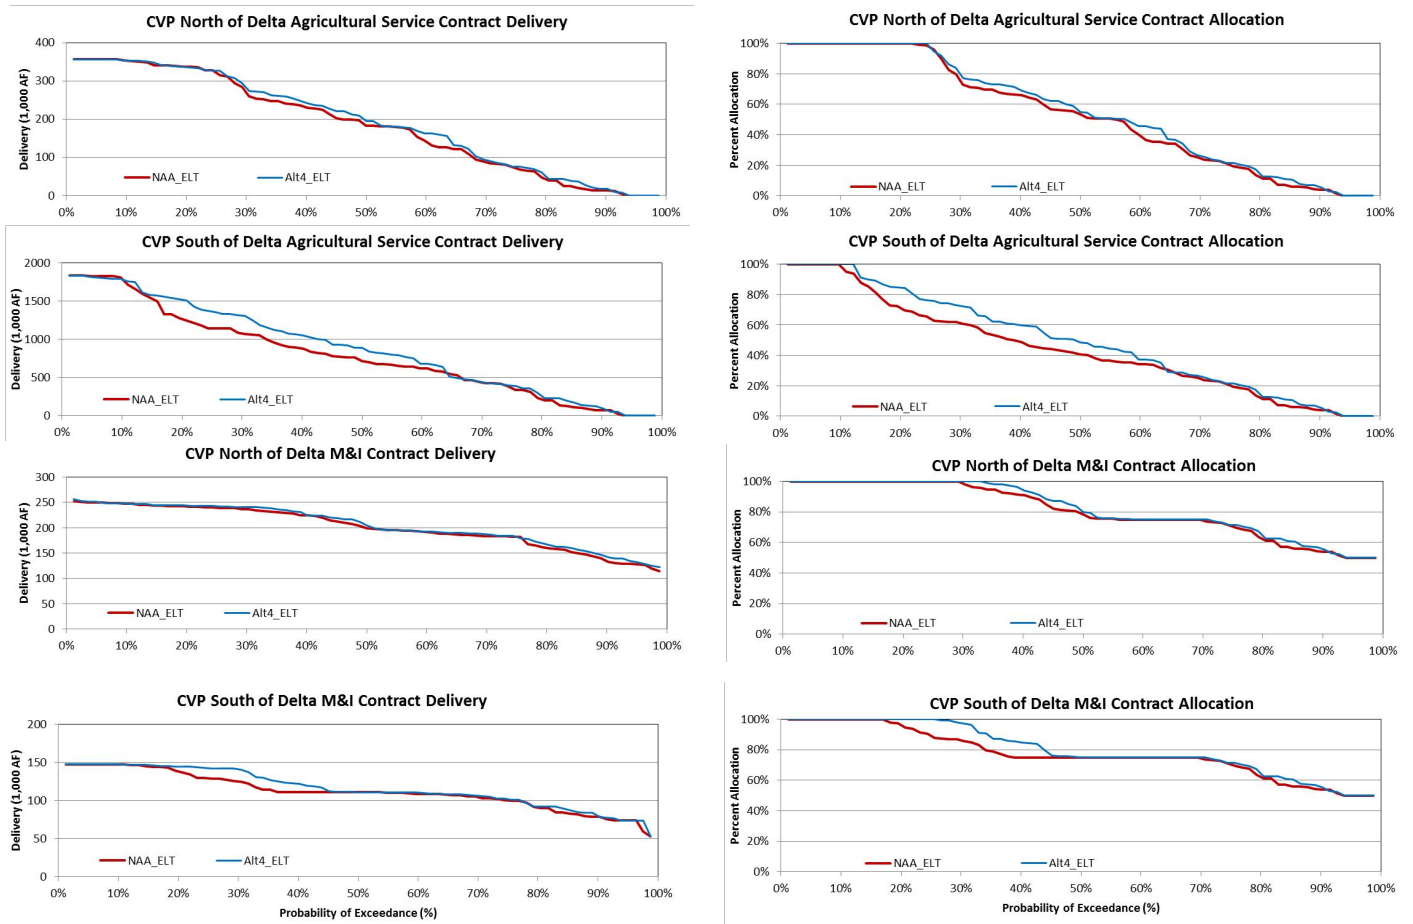 CVP North of Delta Agricultural Service Contract Delivery
Delivery (1,000 AF)
400
300
200
100
0
NAA_ELT Alt4_ELT
0% 10% 20% 30% 40% 50% 60% 70% 80% 90% 100%
CVP North of Delta Agricultural Service Contract Allocation
Percent Allocation
100%
80%
60%
40%
20%
0%
NAA_ELT Alt4_ELT
0% 10% 20% 30% 40% 50% 60% 70% 80% 90% 100%
CVP South of Delta Agricultural Service Contract Delivery
Delivery (1,000 AF)
2000
1500
1000
500
0
NAA_ELT Alt4_ELT
0% 10% 20% 30% 40% 50% 60% 70% 80% 90% 100%
CVP South of Delta Agricultural Service Contract Allocation
Percent Allocation
100%
80%
60%
40%
20%
0%
NAA_ELT Alt4_ELT
0% 10% 20% 30% 40% 50% 60% 70% 80% 90% 100%
CVP North of Delta M&I Contract Delivery
Delivery (1,000 AF)
300
250
200
150
100
50
0
NAA_ELT Alt4_ELT
0% 10% 20% 30% 40% 50% 60% 70% 80% 90% 100%
CVP North of Delta M&I Contract Allocation
Percent Allocation
100%
80%
60%
40%
20%
0%
NAA_ELT Alt4_ELT
0% 10% 20% 30% 40% 50% 60% 70% 80% 90% 100%
CVP South of Delta M&I Contract Delivery
Delivery (1,000 AF)
200
150
100
50
0
NAA_ELT Alt4_ELT
0% 10% 20% 30% 40% 50% 60% 70% 80% 90% 100%
Probability of Exceedance (%)
CVP South of Delta M&I Contract Allocation
Percent Allocation
100%
80%
60%
40%
20%
0%
NAA_ELT Alt4_ELT
0% 10% 20% 30% 40% 50% 60% 70% 80% 90% 100%
Probability of Exceedance (%)